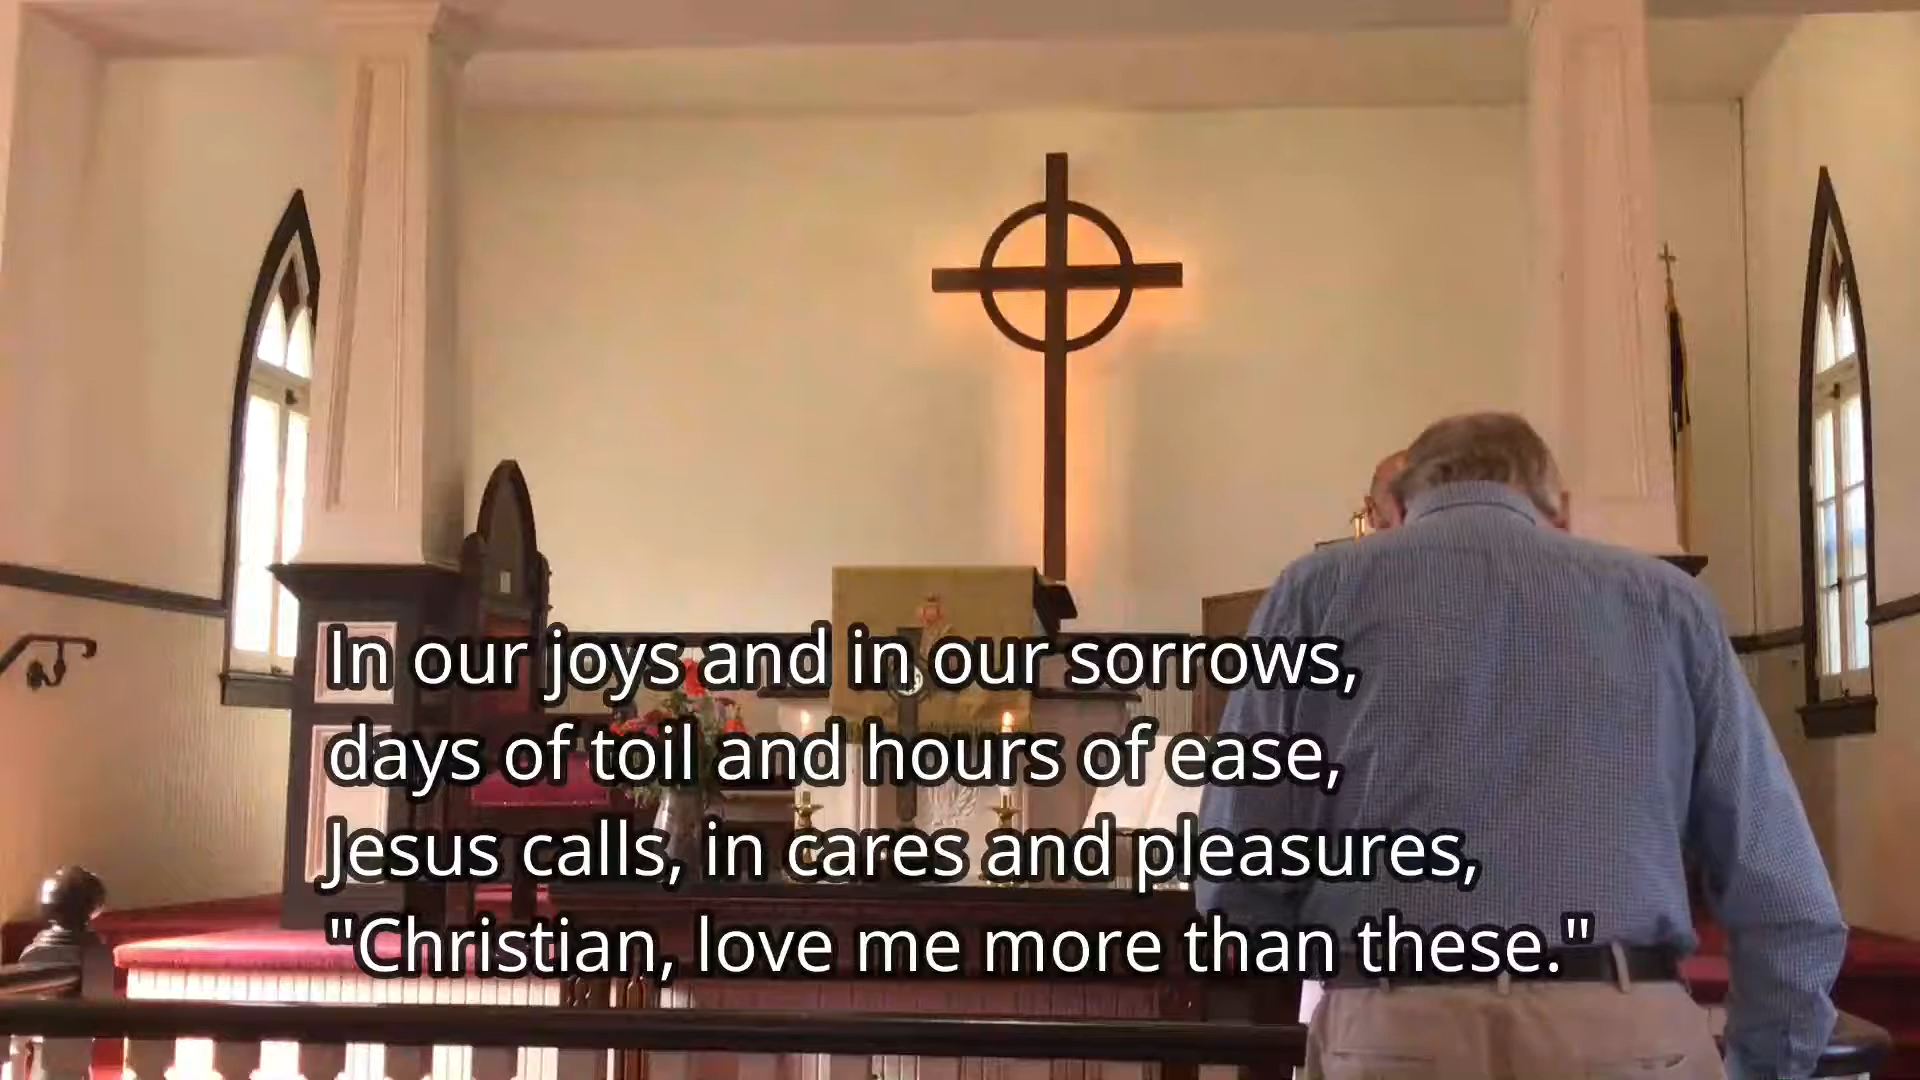 In our joys and in our sorrows,
days of toil and hours of ease,
Jesus calls, in cares and pleasures,
"Christian, love me more than these."